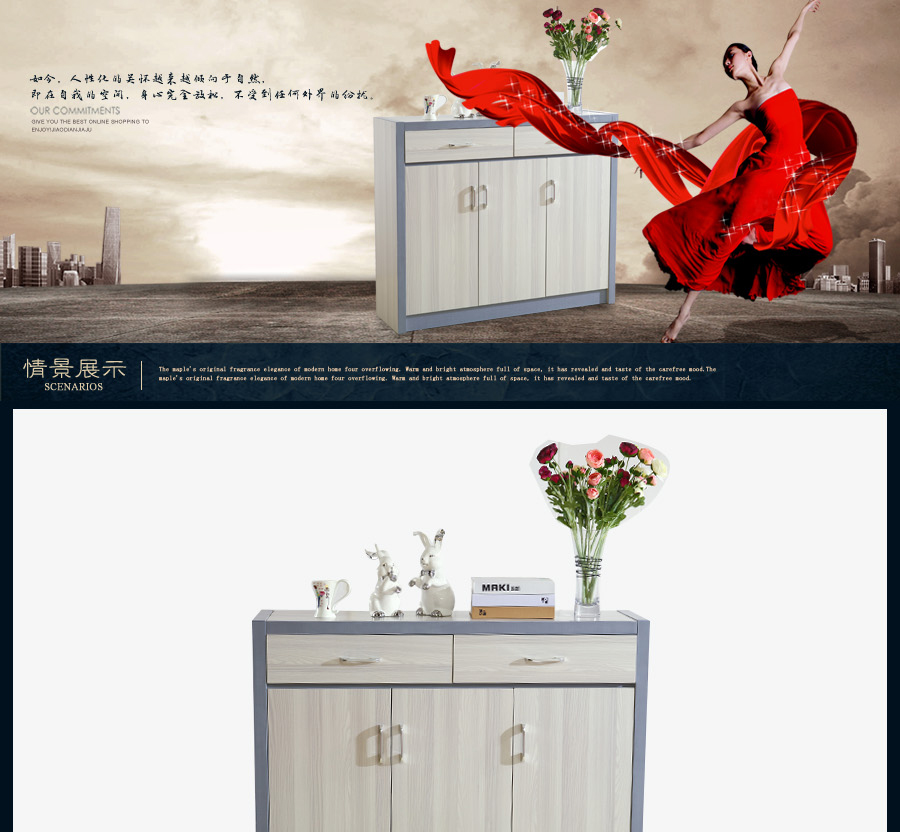 如今，人性化的关怀越来越倾向于自然，
即在自我的空间，身心完全放松，不受到任何外界的纷扰。
OUR COMMITMENTS
GIVE YOU THE BEST ONLINE SHOPPING TO
ENJOYIJIAODIANJIAJU
情景展示
SCENARIOS
The maple's original fragrance elegance of modern home four overflowing. Warm and bright atmosphere full of space, it has revealed and taste of the carefree mood.The
maple's original fragrance elegance of modern home four overflowing. Warm and bright atmosphere full of space, it has revealed and taste of the carefree mood.
MAKI